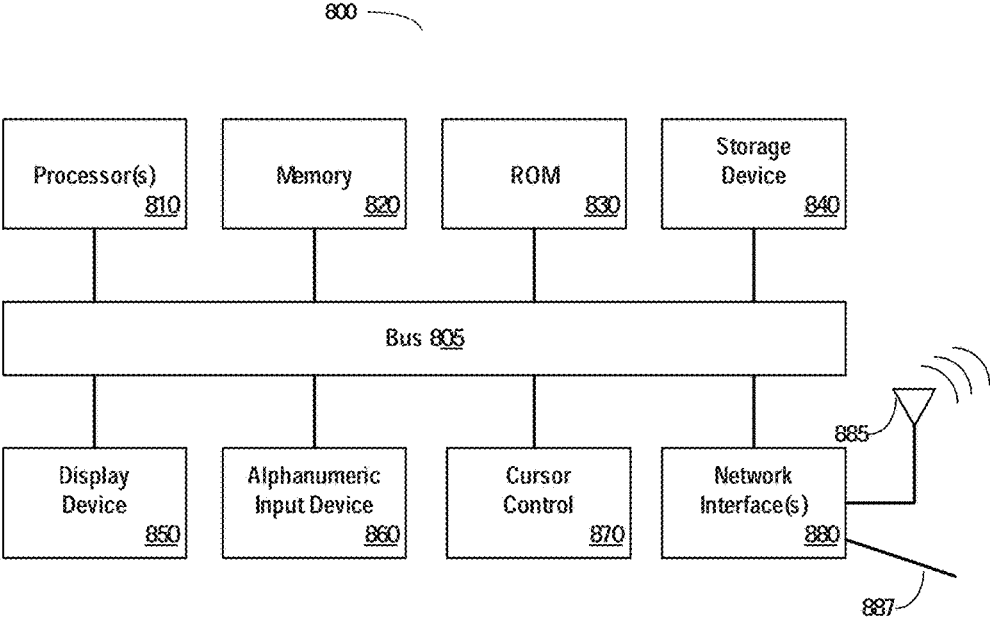 800
Processor(s)
810
Memory
820
ROM
830
Storage
Device
840
Bus 805
885
Display
Device
850
Alphanumeric
Input Device
860
Cursor
Control
870
Network
Interface(s)
880
887